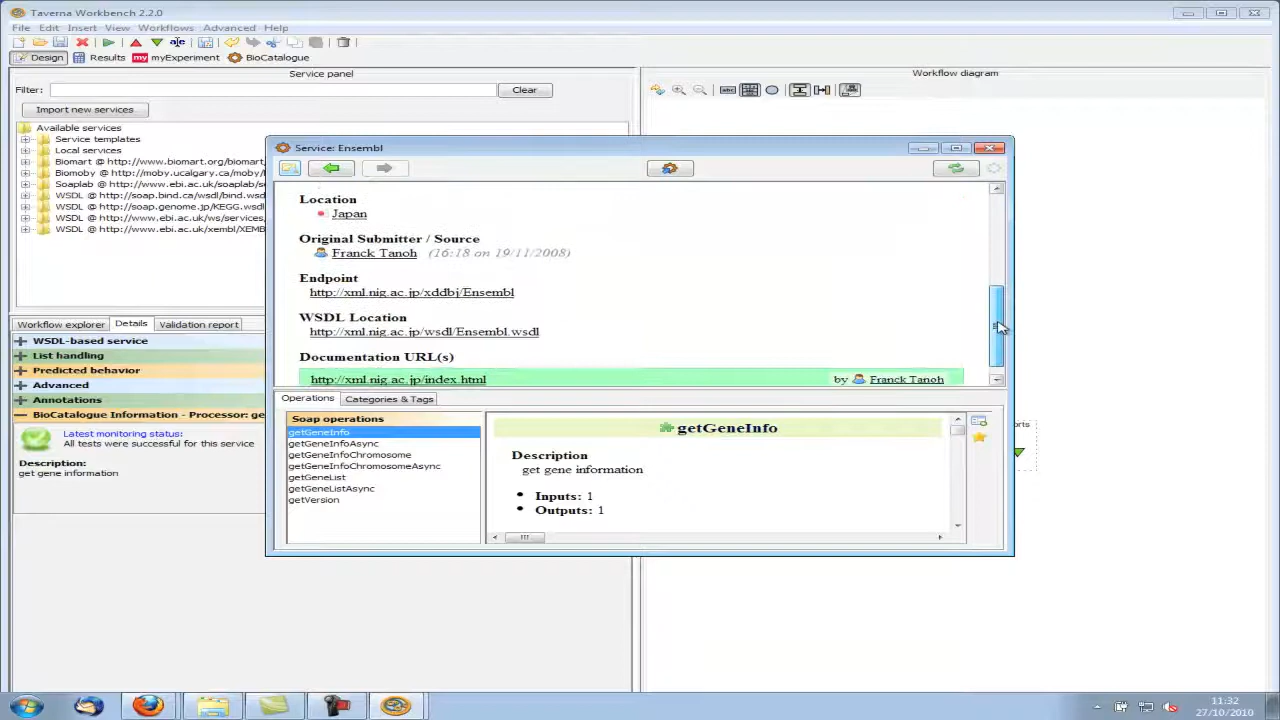 Taverna Workbench 2.2.0
File Edit Insert View Workflows Advanced Help
Design Results my myExperiment BioCatalogue
Service panel
Workflow diagram
Filter: Clear
Import new services
Available services
Service templates
Local services
Biomart @ http://www.biomart.org/biomart,
Biomoby @ http://moby.ucalgary.ca/moby
Soaplab @ http://www.ebi.ac.uk/soaplab/s
WSDL @ http://soap.bind.ca/wsdl/bind.wsd
WSDL @ http://soap.genome.jp/KEGG.wsdl
WSDL @ http://www.ebi.ac.uk/ws/services,
WSDL @ http://www.ebi.ac.uk/xembl/XEMB
Service: Ensembl
Location
Japan
Original Submitter / Source
Franck Tanoh (16:18 on 19/11/2008)
Endpoint
http://xml.nig.ac.jp/xddbj/Ensembl
WSDL Location
http://xml.nig.ac.jp/wsdl/Ensembl.wsdl
Documentation URL(s)
http://xml.nig.ac.jp/index.html by Franck Tanoh
Operations Categories & Tags
Soap operations
getGeneInfo
getGeneInfoAsync
getGeneInfoChromosome
getGeneInfoChromosomeAsync
getGeneList
getGeneListAsync
getVersion
getGeneInfo
Description
get gene information
Inputs: 1
Outputs: 1
Workflow explorer Details Validation report
WSDL-based service
List handling
Predicted behavior
Advanced
Annotations
BioCatalogue Information - Processor: ge
Latest monitoring status:
All tests were successful for this service
Description:
get gene information
orts
11:32
27/10/2010